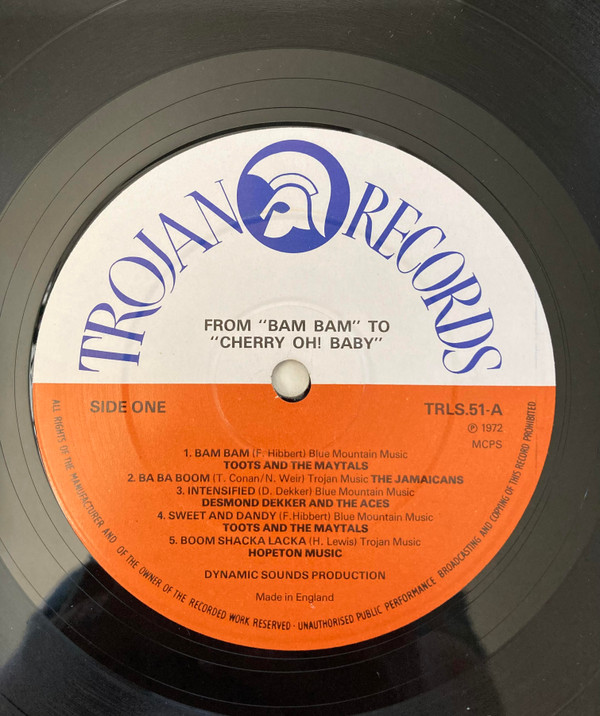 TROJAN RECORDS
FROM "BAM BAM" TO
"CHERRY OH! BABY"
SIDE ONE
TRLS.51-A
℗ 1972
MCPS
1. BAM BAM (F. Hibbert) Blue Mountain Music
TOOTS AND THE MAYTALS
2. BA BA BOOM (T. Conan/N. Weir) Trojan Music THE JAMAICANS
3. INTENSIFIED (D. Dekker) Blue Mountain Music
DESMOND DEKKER AND THE ACES
4. SWEET AND DANDY (F.Hibbert) Blue Mountain Music
TOOTS AND THE MAYTALS
5. BOOM SHACKA LACKA (H. Lewis) Trojan Music
HOPETON MUSIC
DYNAMIC SOUNDS PRODUCTION
Made in England
ALL RIGHTS OF THE MANUFACTURER AND OF THE OWNER OF THE RECORDED WORK RESERVED · UNAUTHORISED PUBLIC PERFORMANCE BROADCASTING AND COPYING OF THIS RECORD PROHIBITED